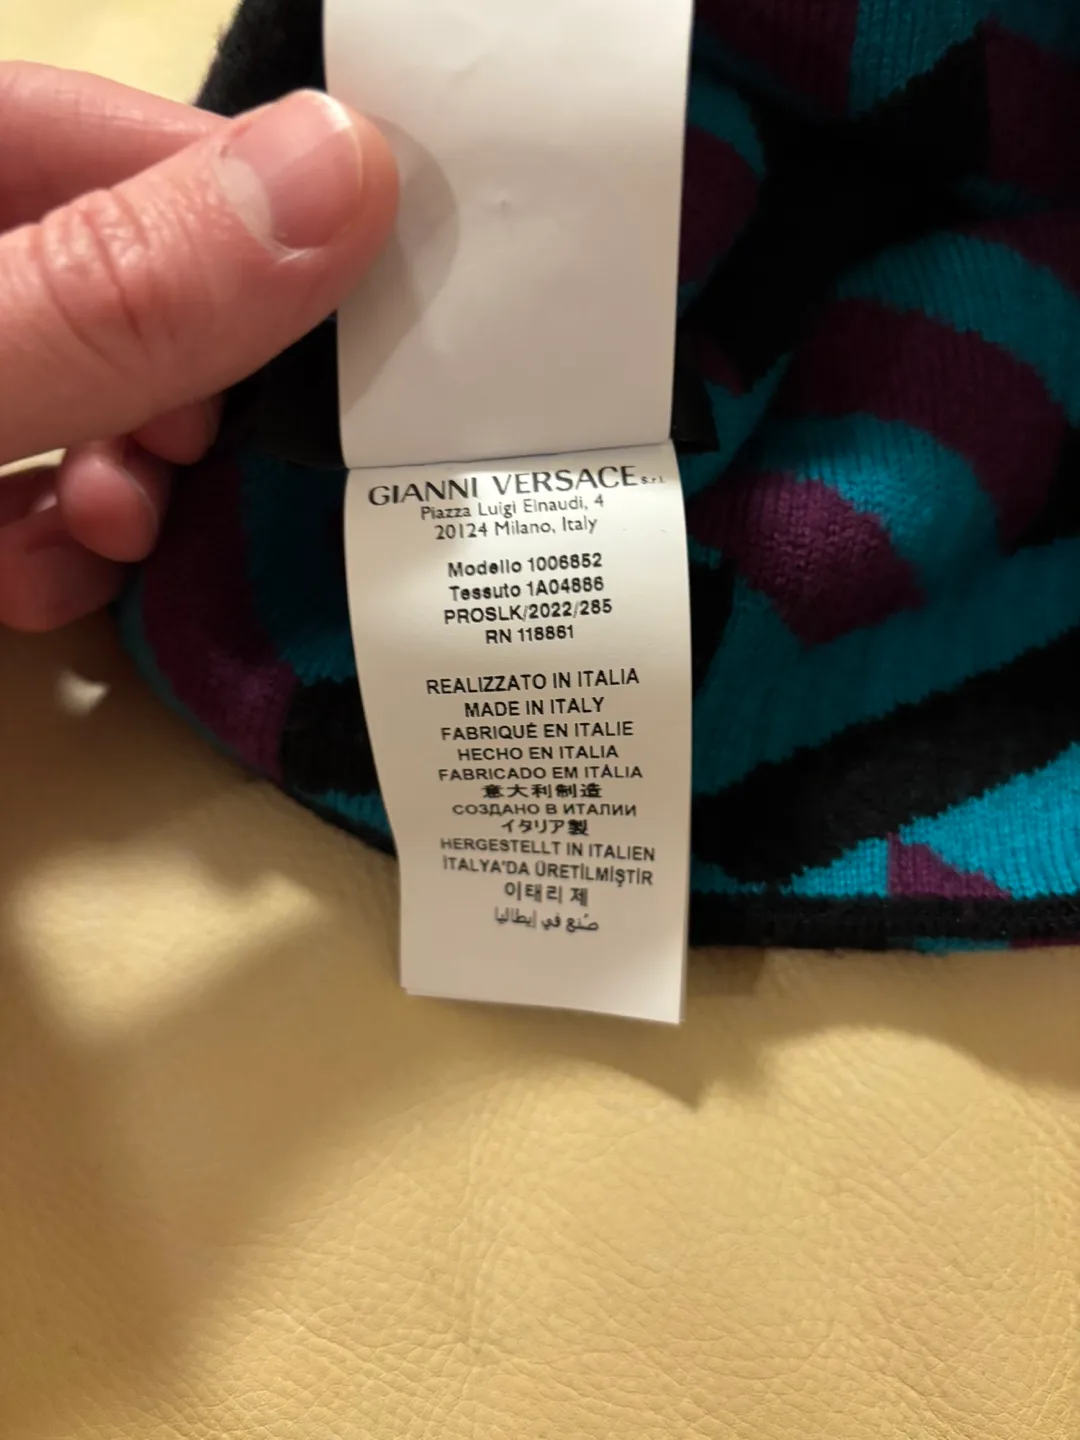 GIANNI VERSACE S.r.l.
Piazza Luigi Einaudi, 4
20124 Milano, Italy
Modello 1006852
Tessuto 1A04886
PROSLK/2022/285
RN 118861
REALIZZATO IN ITALIA
MADE IN ITALY
FABRIQUÉ EN ITALIE
HECHO EN ITALIA
FABRICADO EM ITÁLIA
意大利制造
СОЗДАНО В ИТАЛИИ
イタリア製
HERGESTELLT IN ITALIEN
İTALYA'DA ÜRETİLMİŞTİR
이태리 제
صُنع في إيطاليا